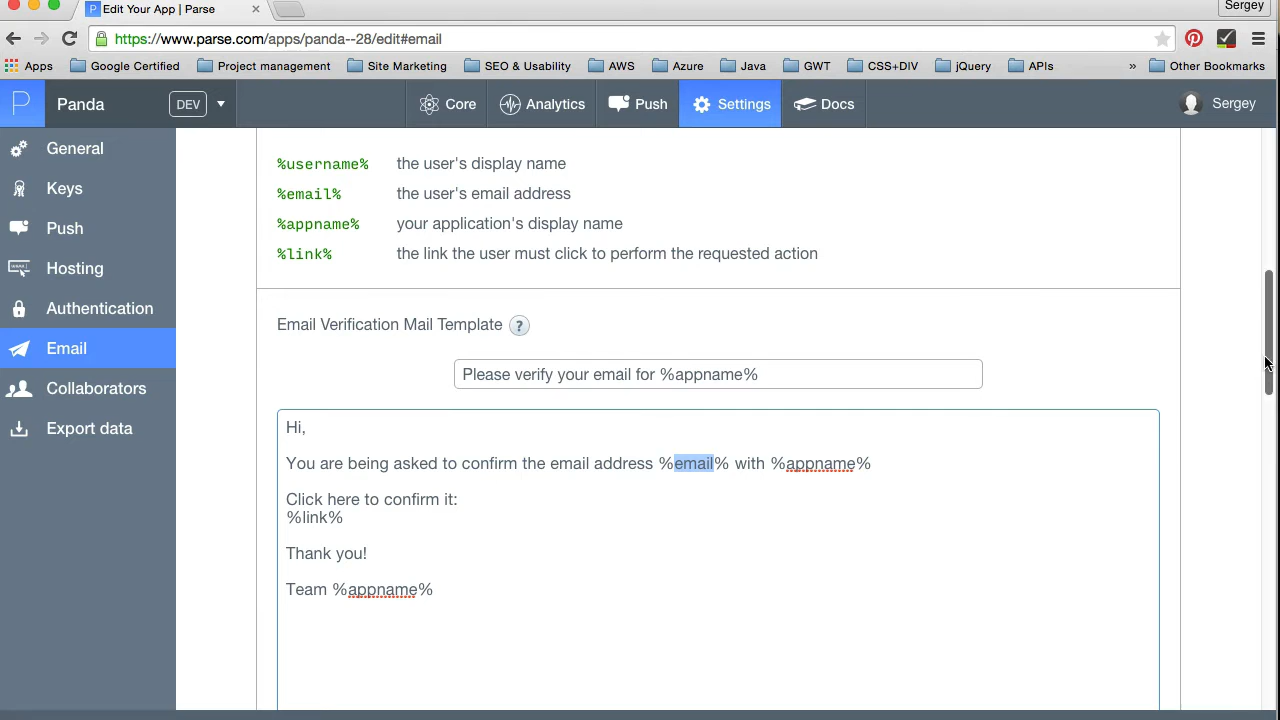 Edit Your App | Parse
Sergey
https://www.parse.com/apps/panda--28/edit#email
Apps Google Certified Project management Site Marketing SEO & Usability AWS Azure Java GWT CSS+DIV jQuery APIs » Other Bookmarks
P Panda DEV Core Analytics Push Settings Docs Sergey
General
Keys
Push
Hosting
Authentication
Email
Collaborators
Export data
%username% the user's display name
%email% the user's email address
%appname% your application's display name
%link% the link the user must click to perform the requested action
Email Verification Mail Template ?
Please verify your email for %appname%
Hi,
You are being asked to confirm the email address %email% with %appname%
Click here to confirm it:
%link%
Thank you!
Team %appname%